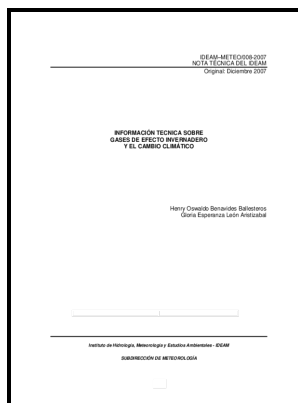 IDEAM–METEO/008-2007
NOTA TÉCNICA DEL IDEAM
Original: Diciembre 2007
INFORMACIÓN TECNICA SOBRE
GASES DE EFECTO INVERNADERO
Y EL CAMBIO CLIMÁTICO
Henry Oswaldo Benavides Ballesteros
Gloria Esperanza León Aristizabal
Instituto de Hidrología, Meteorología y Estudios Ambientales - IDEAM
SUBDIRECCIÓN DE METEOROLOGÍA